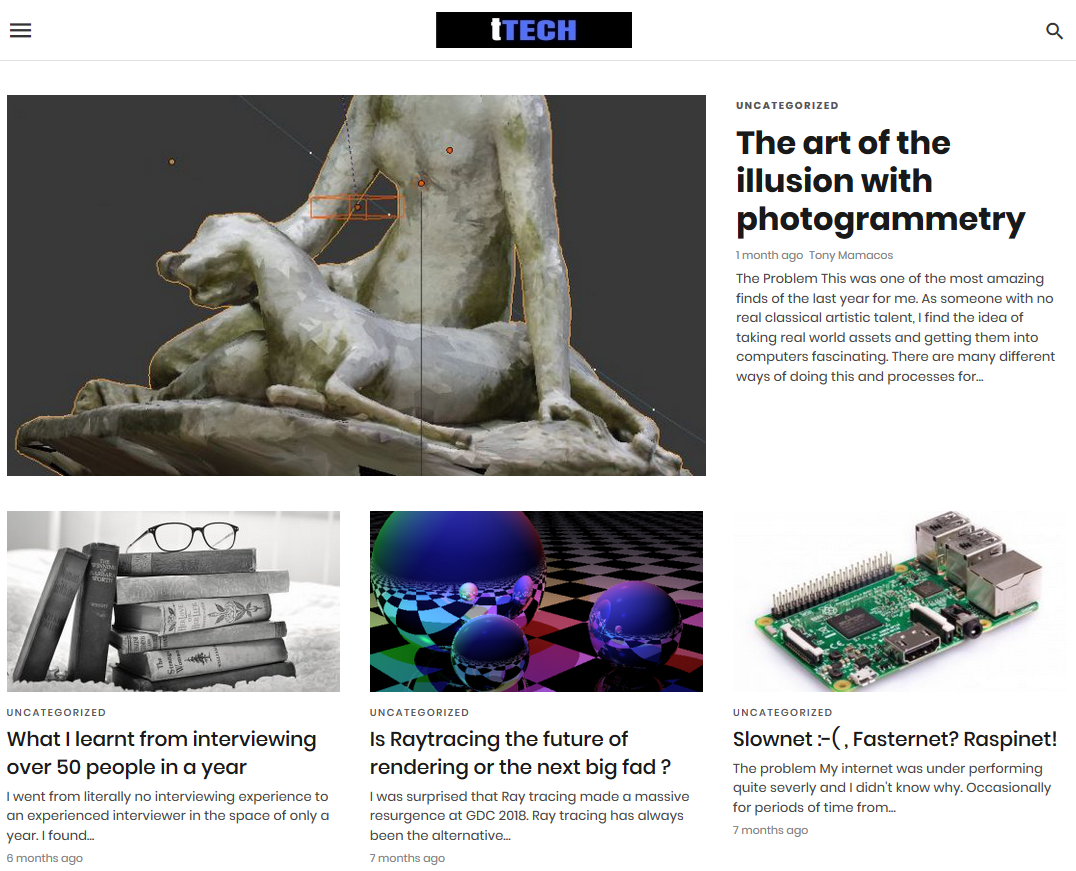 tTECH
UNCATEGORIZED
The art of the
illusion with
photogrammetry
1 month ago Tony Mamacos
The Problem This was one of the most amazing
finds of the last year for me. As someone with no
real classical artistic talent, I find the idea of
taking real world assets and getting them into
computers fascinating. There are many different
ways of doing this and processes for...
UNCATEGORIZED
What I learnt from interviewing
over 50 people in a year
I went from literally no interviewing experience to
an experienced interviewer in the space of only a
year. I found...
6 months ago
UNCATEGORIZED
Is Raytracing the future of
rendering or the next big fad ?
I was surprised that Ray tracing made a massive
resurgence at GDC 2018. Ray tracing has always
been the alternative...
7 months ago
UNCATEGORIZED
Slownet :-( , Fasternet? Raspinet!
The problem My internet was under performing
quite severly and I didn't know why. Occasionally
for periods of time from...
7 months ago